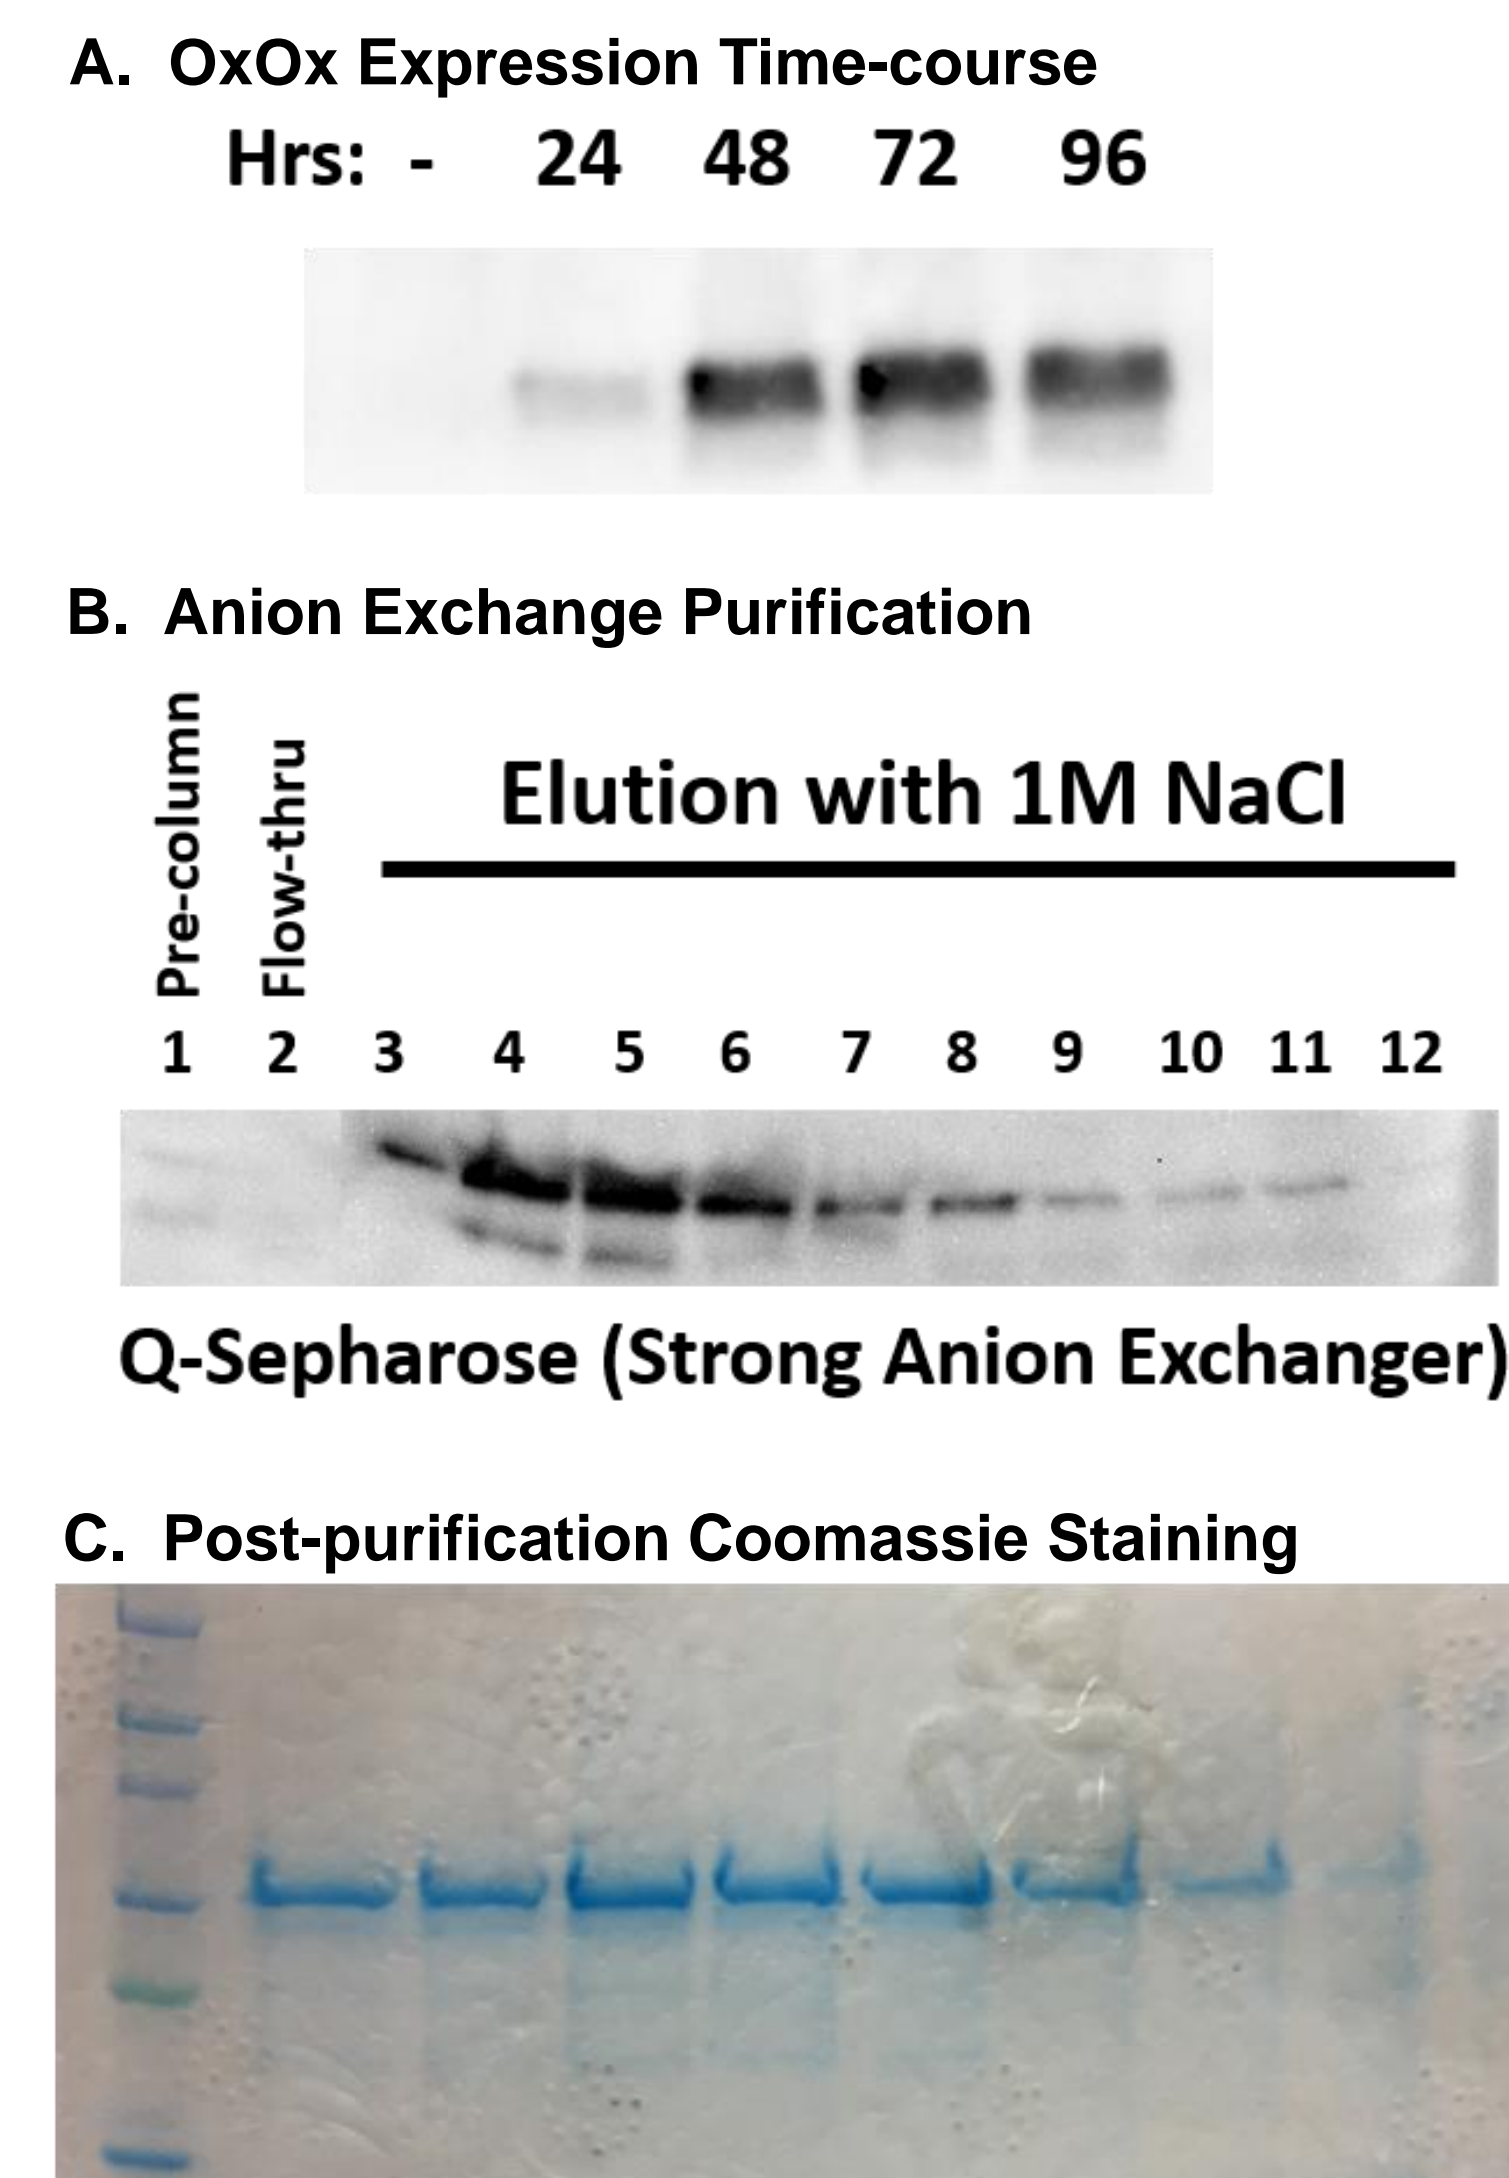 A. OxOx Expression Time-course
Hrs: - 24 48 72 96
B. Anion Exchange Purification
Pre-column
Flow-thru
Elution with 1M NaCl
1 2 3 4 5 6 7 8 9 10 11 12
Q-Sepharose (Strong Anion Exchanger)
C. Post-purification Coomassie Staining